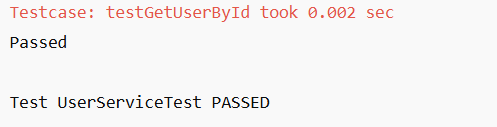 Testcase: testGetUserById took 0.002 sec
Passed
Test UserServiceTest PASSED